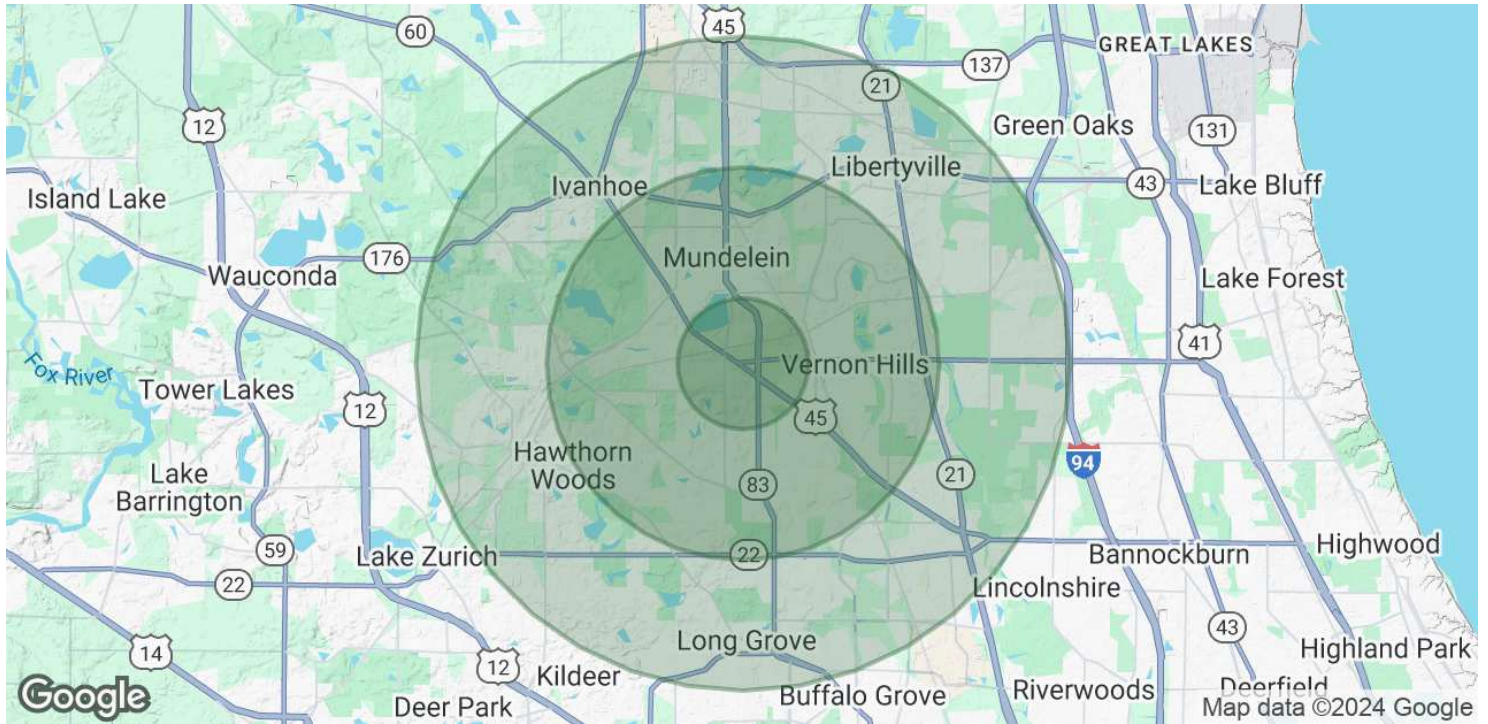 45
60
GREAT LAKES
137
21
12
Green Oaks
131
Libertyville
Ivanhoe
43
Lake Bluff
Island Lake
176
Mundelein
Wauconda
Lake Forest
41
Fox River
Vernon Hills
Tower Lakes
12
45
Hawthorn
Woods
94
Lake
Barrington
83
21
59
22
Lake Zurich
Bannockburn
Highwood
22
Lincolnshire
43
Long Grove
Highland Park
14
12
Kildeer
Buffalo Grove
Riverwoods
Deerfield
Deer Park
Google
Map data ©2024 Google